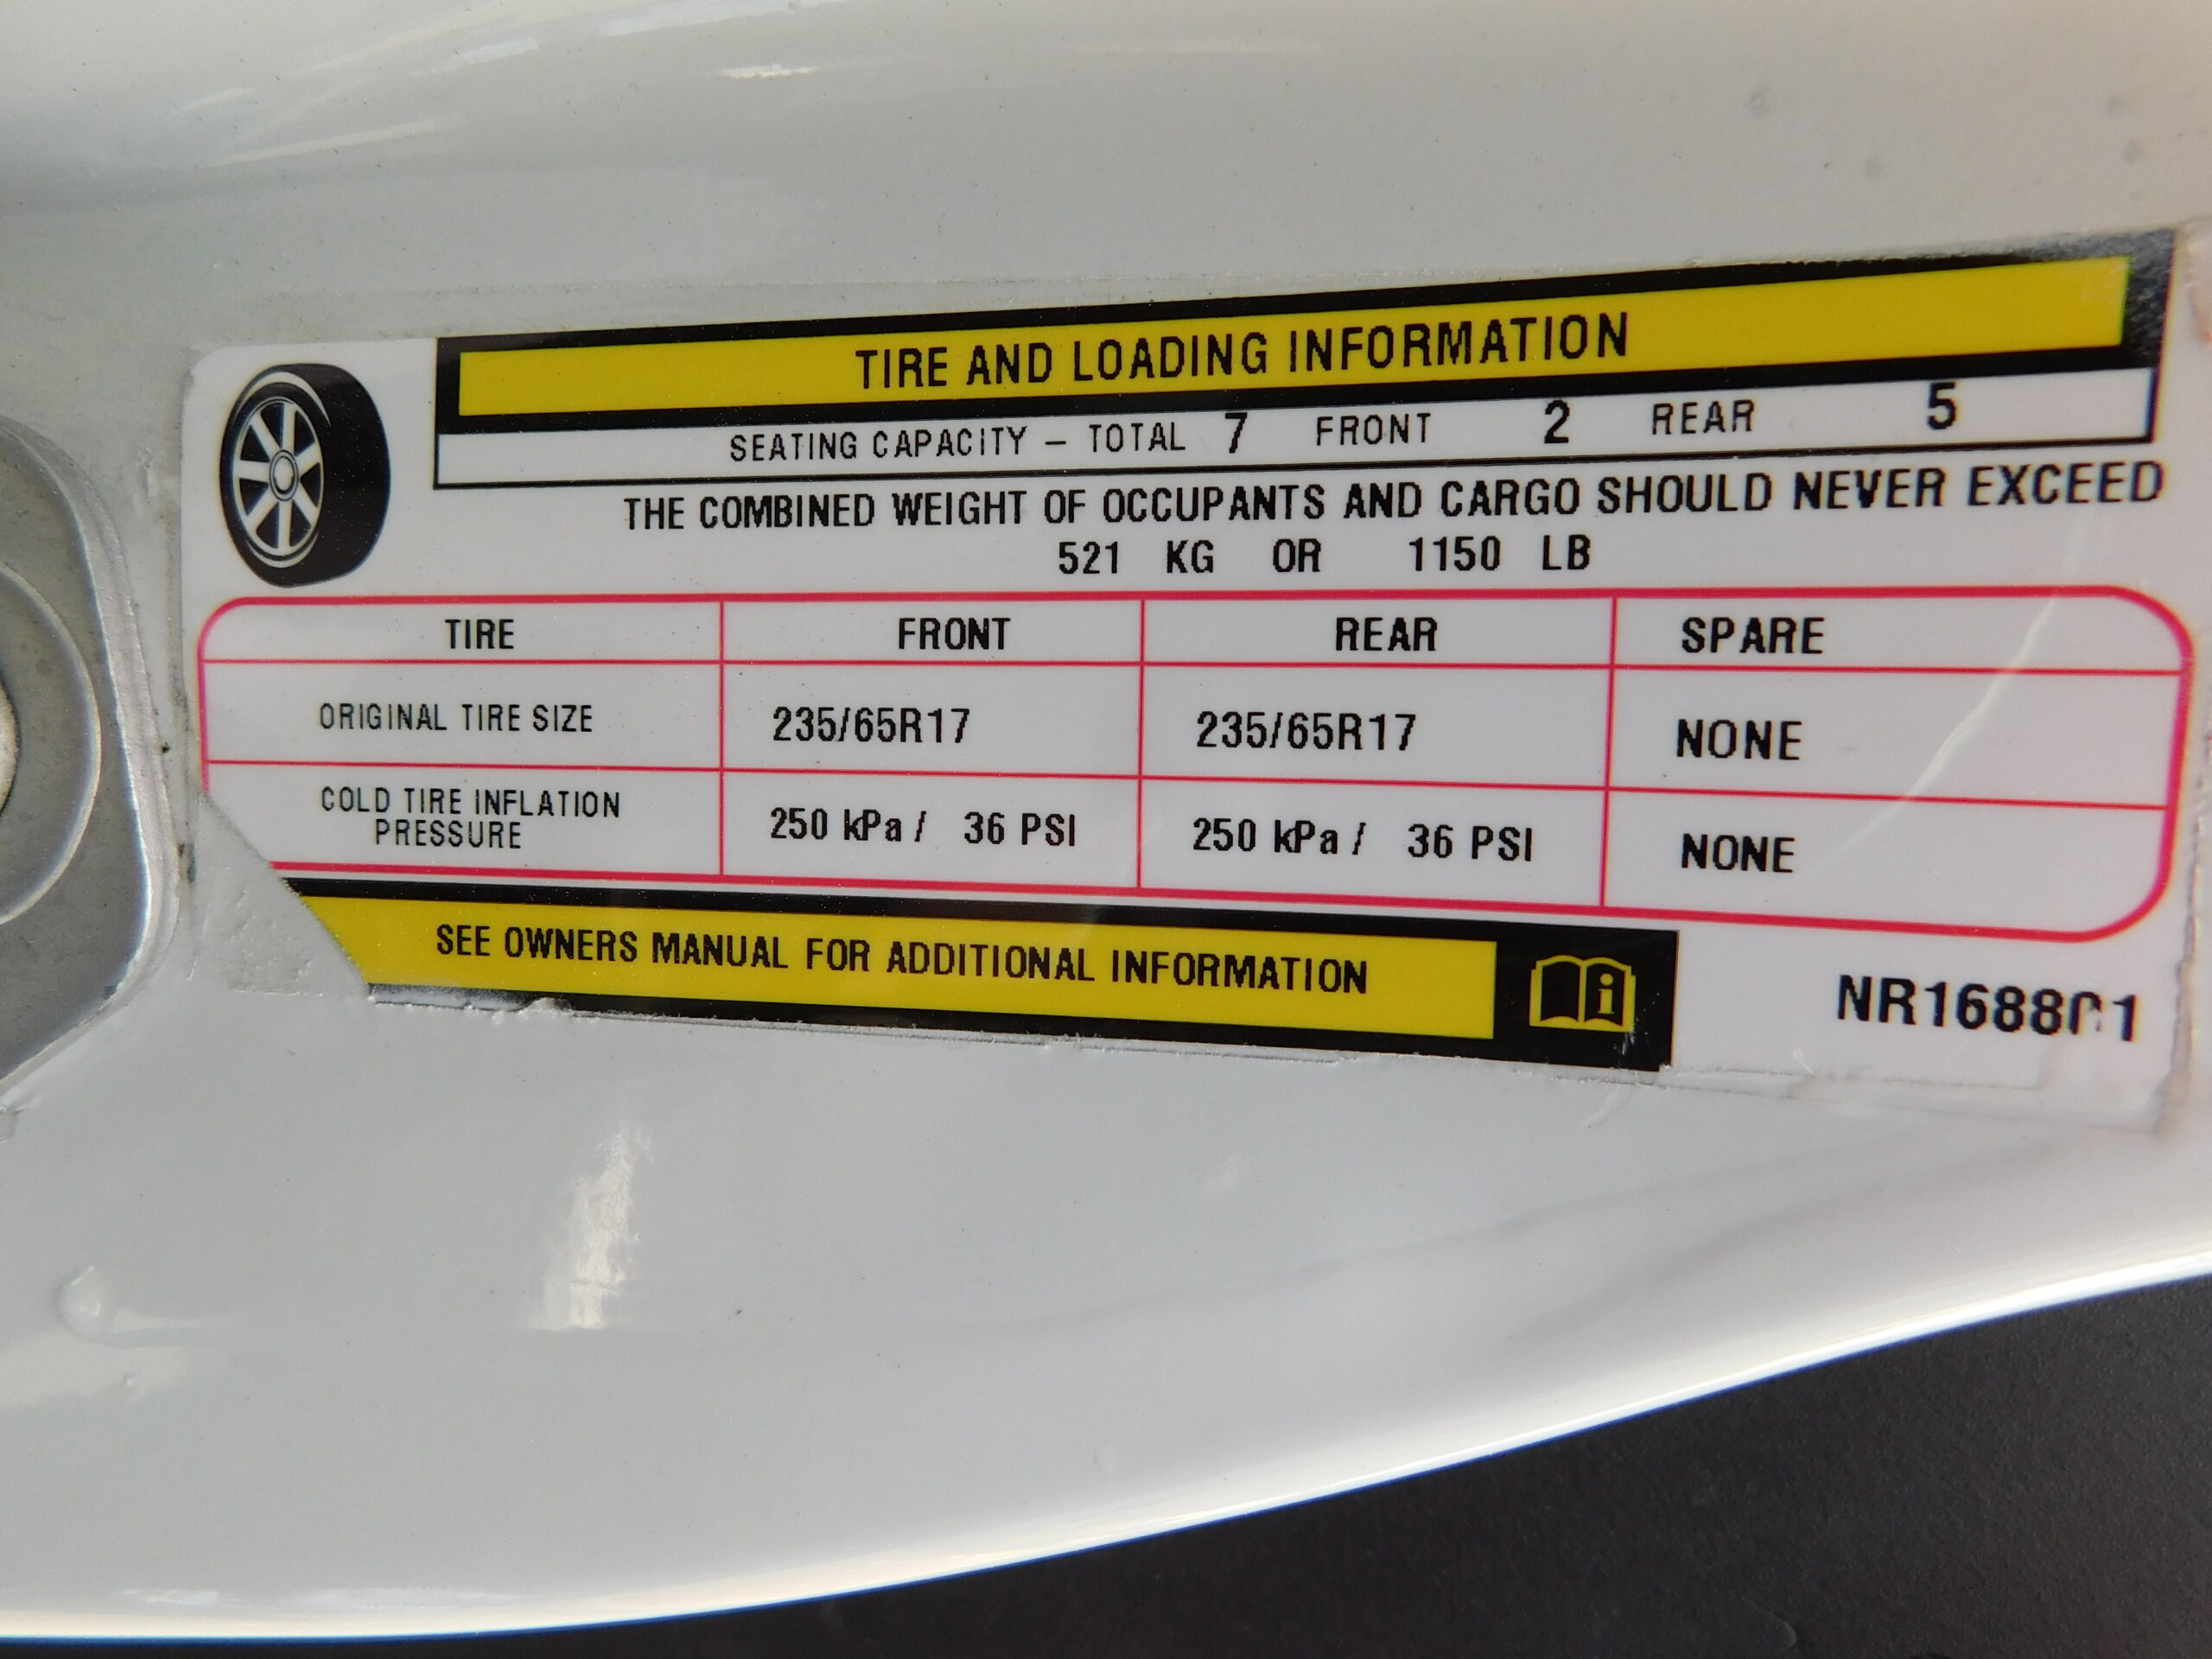 TIRE AND LOADING INFORMATION
SEATING CAPACITY – TOTAL 7 FRONT 2 REAR 5
THE COMBINED WEIGHT OF OCCUPANTS AND CARGO SHOULD NEVER EXCEED
521 KG OR 1150 LB
TIRE FRONT REAR SPARE
ORIGINAL TIRE SIZE 235/65R17 235/65R17 NONE
COLD TIRE INFLATION
PRESSURE 250 kPa / 36 PSI 250 kPa / 36 PSI NONE
SEE OWNERS MANUAL FOR ADDITIONAL INFORMATION